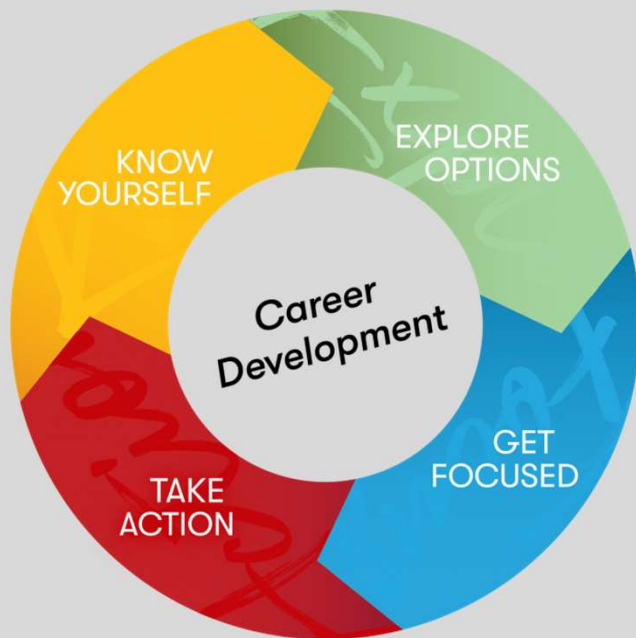 KNOW
YOURSELF
EXPLORE
OPTIONS
Career
Development
GET
FOCUSED
TAKE
ACTION